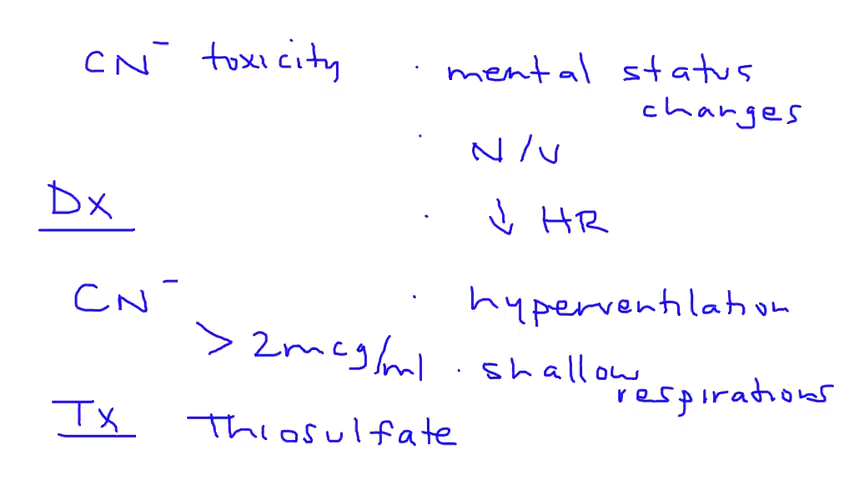 CN⁻ toxicity
· mental status
changes
· N/V
Dx
· ↓ HR
CN⁻
· hyperventilation
> 2mcg/ml
· shallow
respirations
Tx Thiosulfate